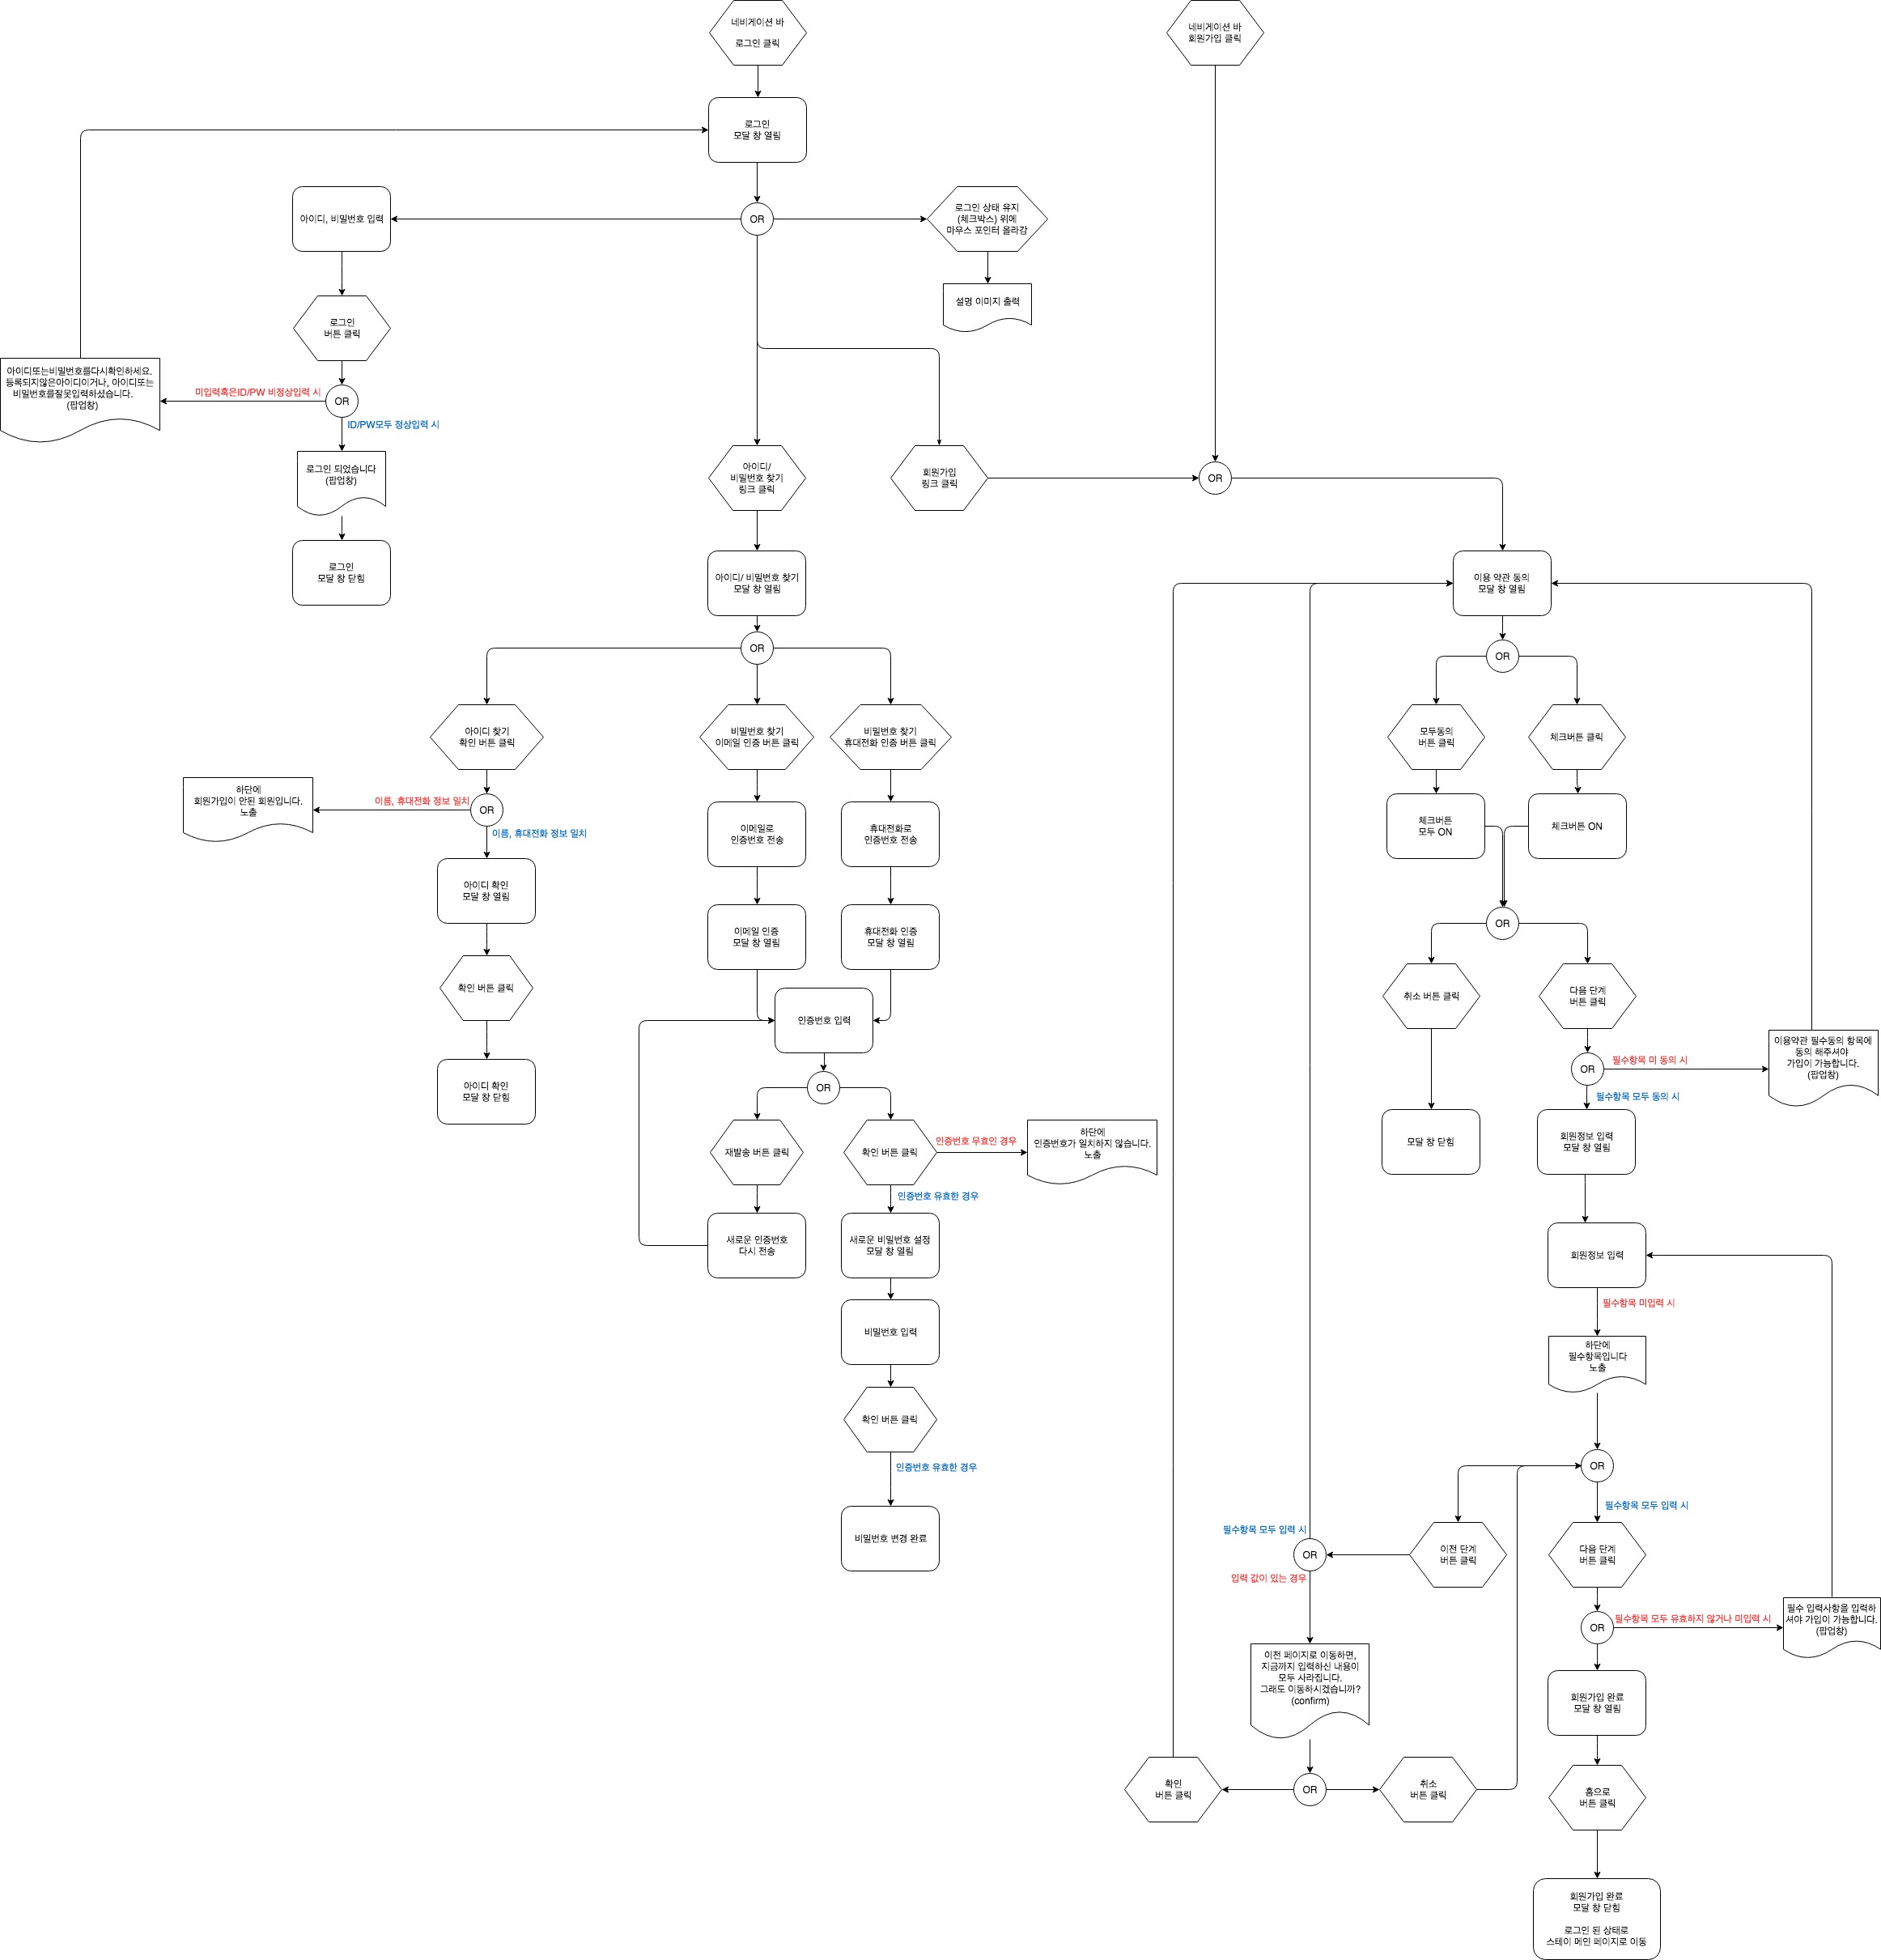 네비게이션 바
로그인 클릭
네비게이션 바
회원가입 클릭
로그인
모달 창 열림
아이디, 비밀번호 입력
OR
로그인 상태 유지
(체크박스) 위에
마우스 포인터 올라감
설명 이미지 출력
로그인
버튼 클릭
아이디또는비밀번호를다시확인하세요.
등록되지않은아이디이거나, 아이디또는
비밀번호를잘못입력하셨습니다.
(팝업창)
미입력혹은ID/PW 비정상입력 시
OR
ID/PW모두 정상입력 시
로그인 되었습니다
(팝업창)
로그인
모달 창 닫힘
아이디/
비밀번호 찾기
링크 클릭
회원가입
링크 클릭
OR
아이디/ 비밀번호 찾기
모달 창 열림
이용 약관 동의
모달 창 열림
OR
OR
아이디 찾기
확인 버튼 클릭
비밀번호 찾기
이메일 인증 버튼 클릭
비밀번호 찾기
휴대전화 인증 버튼 클릭
모두동의
버튼 클릭
체크버튼 클릭
하단에
회원가입이 안된 회원입니다.
노출
이름, 휴대전화 정보 일치
OR
이름, 휴대전화 정보 일치
이메일로
인증번호 전송
휴대전화로
인증번호 전송
체크버튼
모두 ON
체크버튼 ON
아이디 확인
모달 창 열림
이메일 인증
모달 창 열림
휴대전화 인증
모달 창 열림
OR
확인 버튼 클릭
인증번호 입력
취소 버튼 클릭
다음 단계
버튼 클릭
이용약관 필수동의 항목에
동의 해주셔야
가입이 가능합니다.
(팝업창)
필수항목 미 동의 시
OR
필수항목 모두 동의 시
아이디 확인
모달 창 닫힘
OR
재발송 버튼 클릭
확인 버튼 클릭
인증번호 무효인 경우
하단에
인증번호가 일치하지 않습니다.
노출
인증번호 유효한 경우
모달 창 닫힘
회원정보 입력
모달 창 열림
새로운 인증번호
다시 전송
새로운 비밀번호 설정
모달 창 열림
회원정보 입력
필수항목 미입력 시
비밀번호 입력
하단에
필수항목입니다
노출
확인 버튼 클릭
인증번호 유효한 경우
OR
필수항목 모두 입력 시
비밀번호 변경 완료
필수항목 모두 입력 시
OR
입력 값이 있는 경우
이전 단계
버튼 클릭
다음 단계
버튼 클릭
OR
필수항목 모두 유효하지 않거나 미입력 시
필수 입력사항을 입력하
셔야 가입이 가능합니다.
(팝업창)
이전 페이지로 이동하면,
지금까지 입력하신 내용이
모두 사라집니다.
그래도 이동하시겠습니까?
(confirm)
회원가입 완료
모달 창 열림
확인
버튼 클릭
OR
취소
버튼 클릭
홈으로
버튼 클릭
회원가입 완료
모달 창 닫힘
로그인 된 상태로
스테이 메인 페이지로 이동